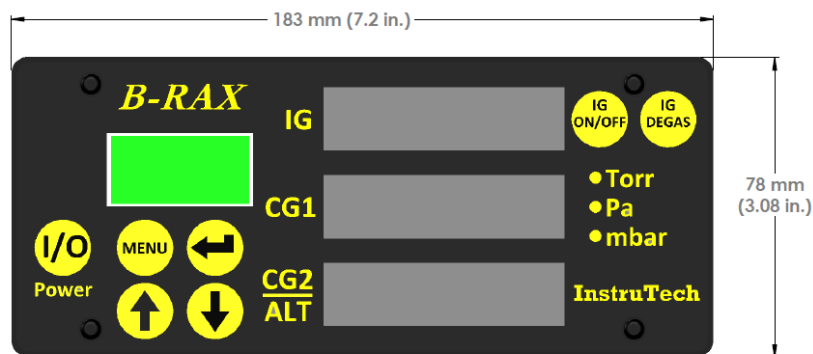 183 mm (7.2 in.)
B-RAX
IG
IG
ON/OFF
IG
DEGAS
CG1
Torr
Pa
mbar
78 mm
(3.08 in.)
I/O
Power
MENU
CG2
ALT
InstruTech